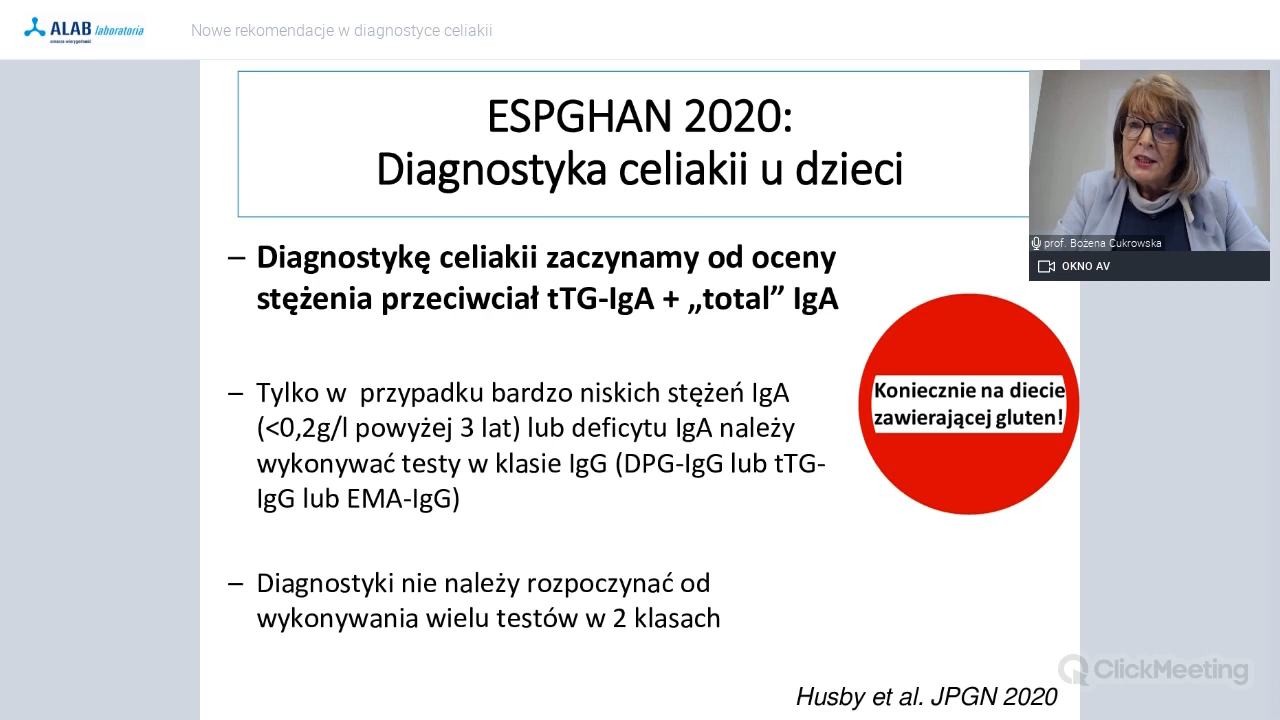 ALAB laboratoria
Nowe rekomendacje w diagnostyce celiakii
ESPGHAN 2020:
Diagnostyka celiakii u dzieci
prof. Bożena Cukrowska
OKNO AV
– Diagnostykę celiakii zaczynamy od oceny
stężenia przeciwciał tTG-IgA + „total” IgA
Koniecznie na diecie
zawierającej gluten!
– Tylko w przypadku bardzo niskich stężeń IgA
(<0,2g/l powyżej 3 lat) lub deficytu IgA należy
wykonywać testy w klasie IgG (DPG-IgG lub tTG-
IgG lub EMA-IgG)
– Diagnostyki nie należy rozpoczynać od
wykonywania wielu testów w 2 klasach
ClickMeeting
Husby et al. JPGN 2020